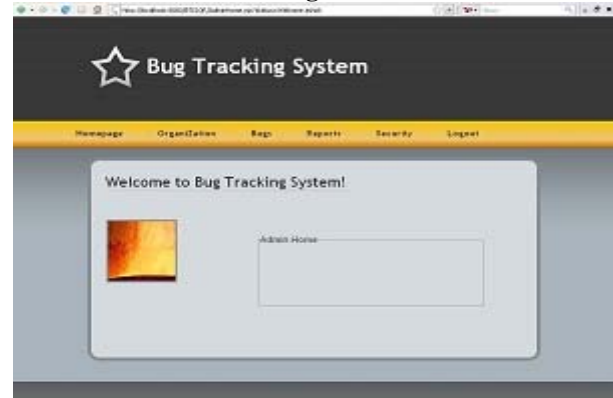 Bug Tracking System
Homepage Organization Bugs Reports Security Logout
Welcome to Bug Tracking System!
Admin Home